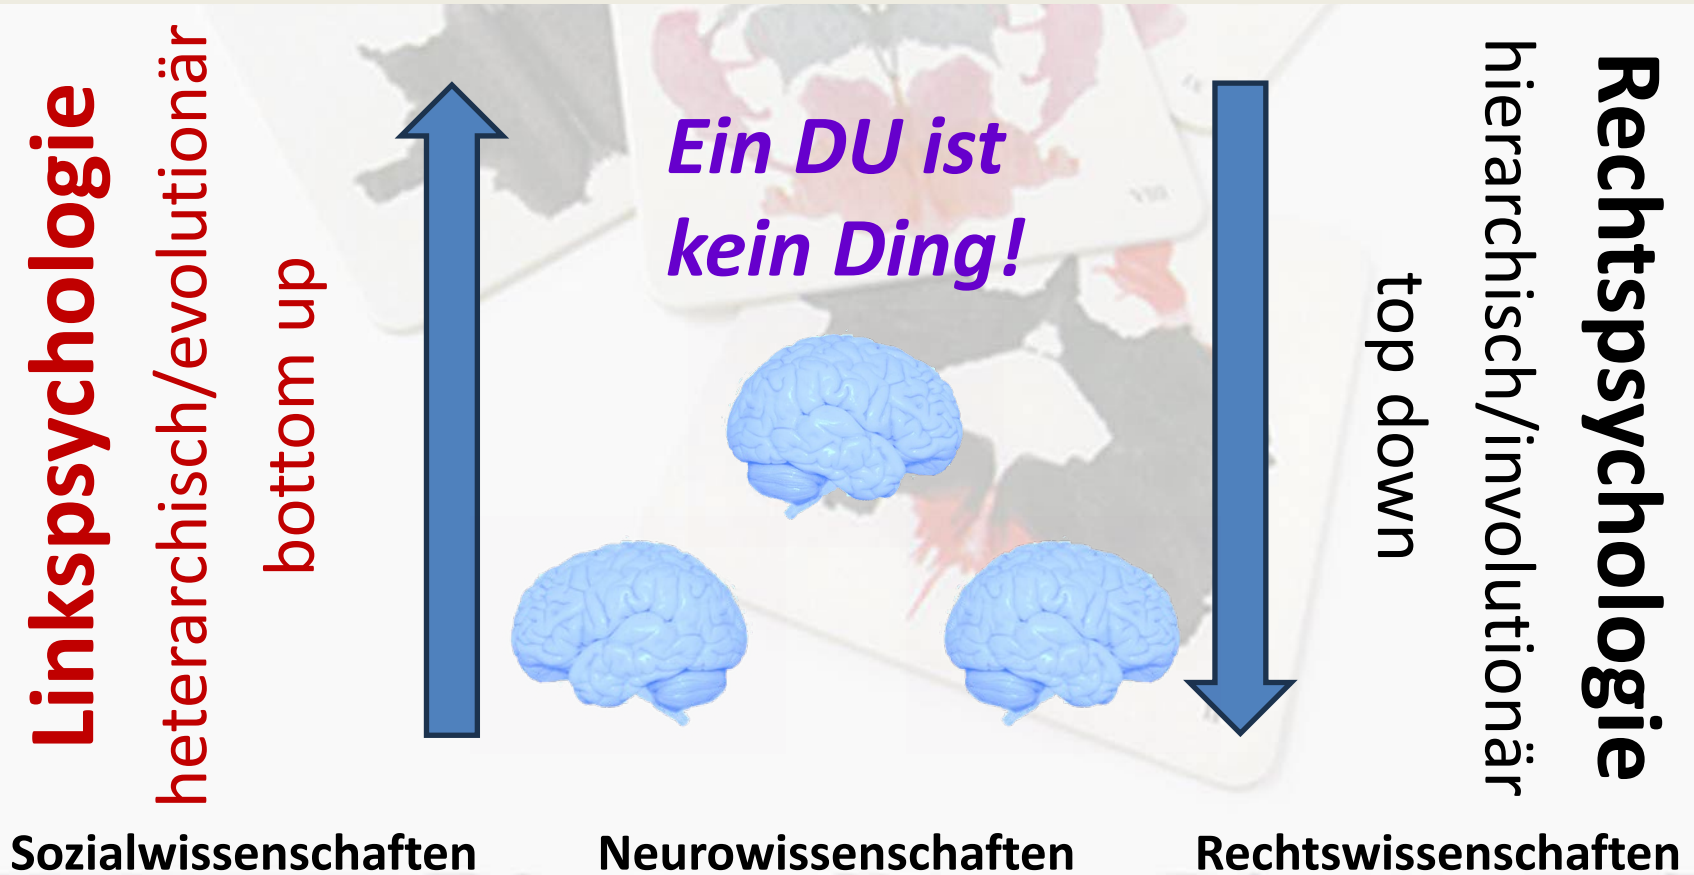 Linkspsychologie
heterarchisch/evolutionär
bottom up
Ein DU ist
kein Ding!
top down
hierarchisch/involutionär
Rechtspsychologie
Sozialwissenschaften
Neurowissenschaften
Rechtswissenschaften